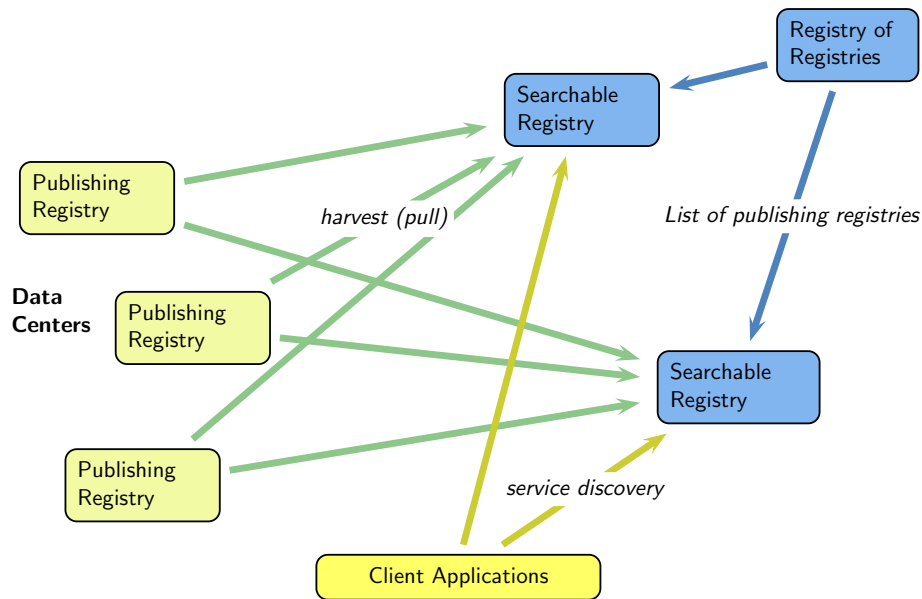 Registry of
Registries
Searchable
Registry
Publishing
Registry
harvest (pull)
List of publishing registries
Data
Centers
Publishing
Registry
Searchable
Registry
Publishing
Registry
service discovery
Client Applications